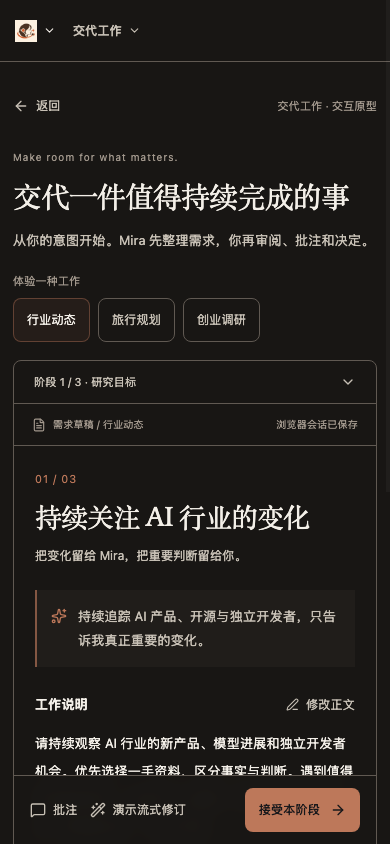 交代工作
返回
交代工作 · 交互原型
Make room for what matters.
交代一件值得持续完成的事
从你的意图开始。Mira 先整理需求，你再审阅、批注和决定。
体验一种工作
行业动态
旅行规划
创业调研
阶段 1 / 3 · 研究目标
需求草稿 / 行业动态
浏览器会话已保存
01 / 03
持续关注 AI 行业的变化
把变化留给 Mira，把重要判断留给你。
持续追踪 AI 产品、开源与独立开发者，只告
诉我真正重要的变化。
工作说明
修改正文
请持续观察 AI 行业的新产品、模型进展和独立开发者
机会。优先选择一手资料，区分事实与判断。遇到值得
批注
演示流式修订
接受本阶段